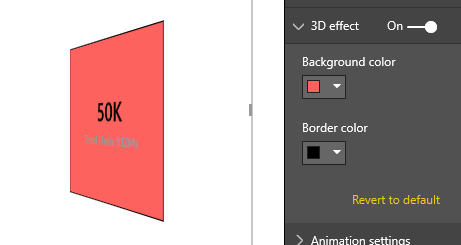 50K
3D effect
On
Background color
Border color
Revert to default
Animation settings